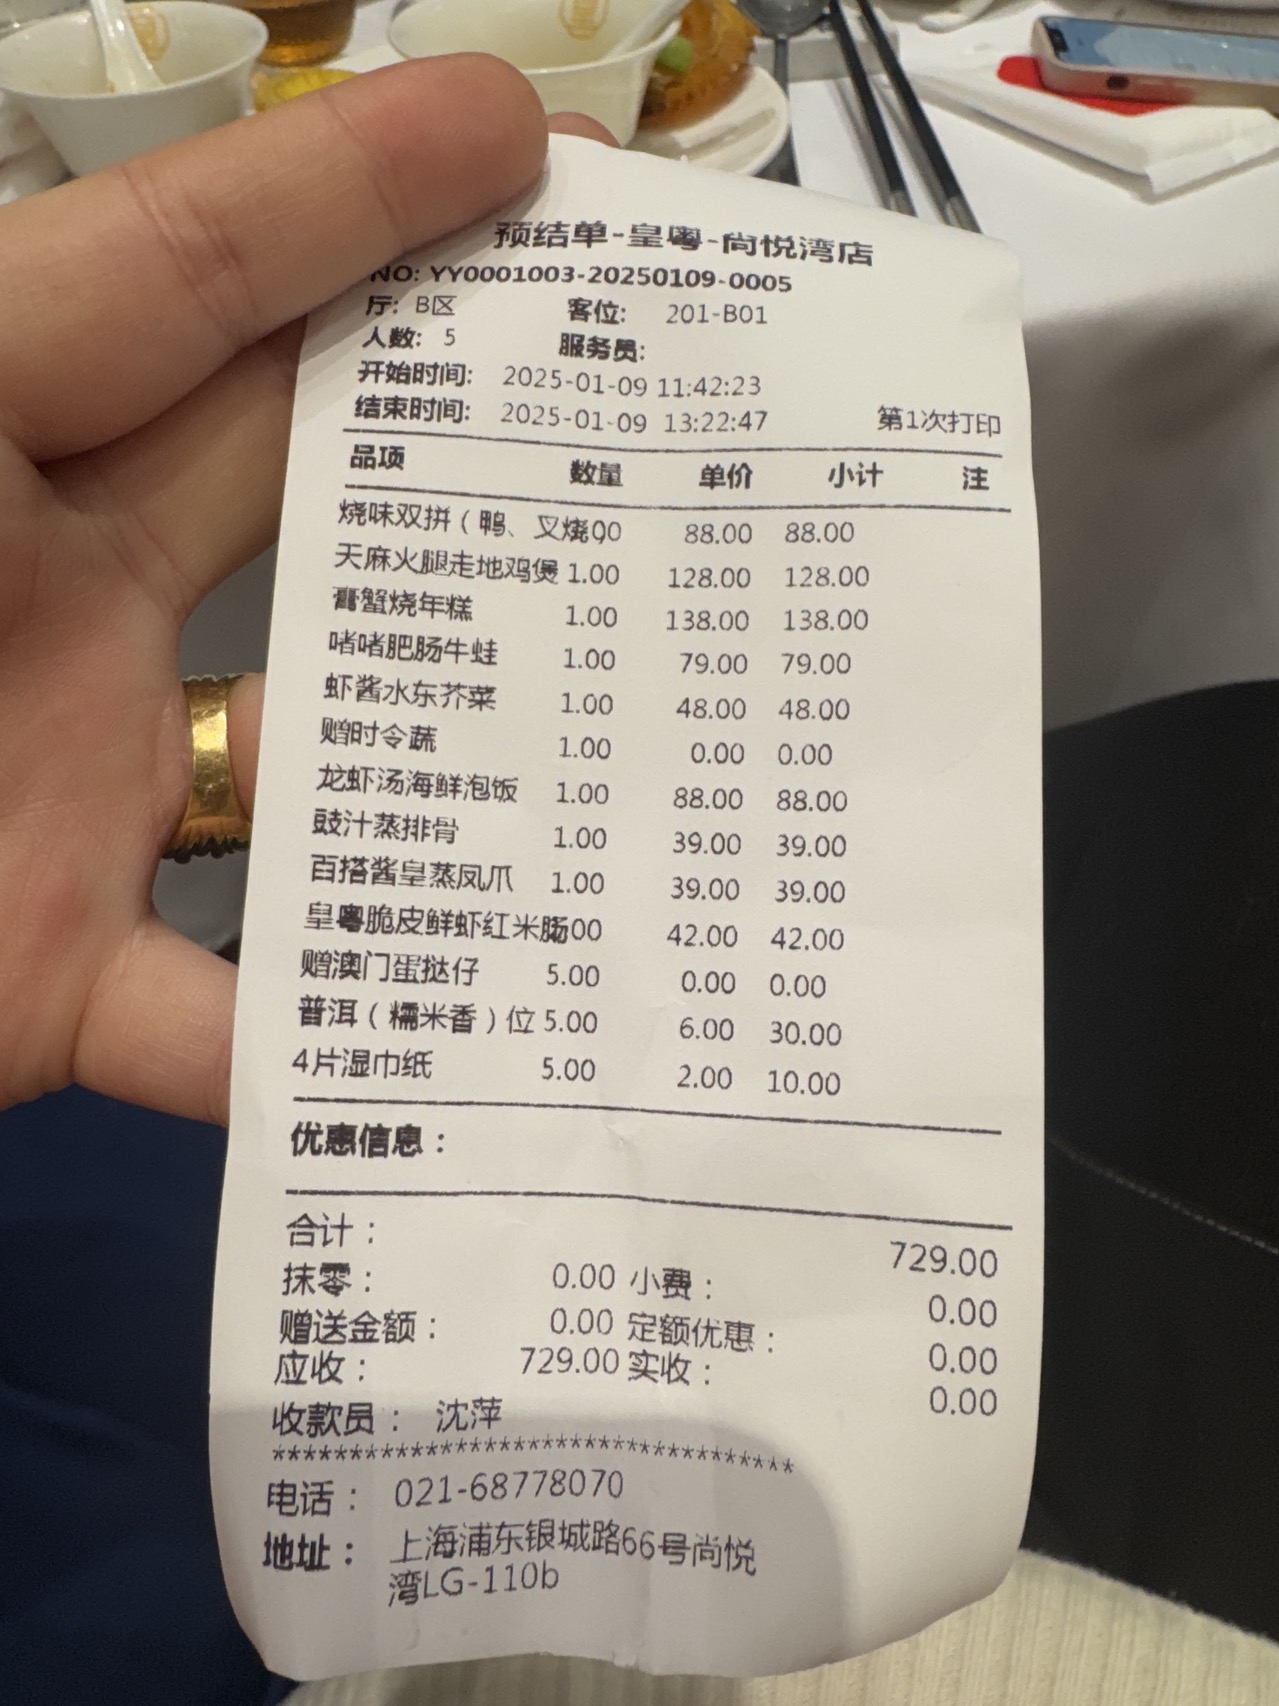 预结单-皇粤-尚悦湾店
NO: YY0001003-20250109-0005
厅: B区 客位: 201-B01
人数: 5 服务员:
开始时间: 2025-01-09 11:42:23
结束时间: 2025-01-09 13:22:47 第1次打印
品项 数量 单价 小计 注
烧味双拼（鸭、叉烧00 88.00 88.00
天麻火腿走地鸡煲 1.00 128.00 128.00
膏蟹烧年糕 1.00 138.00 138.00
啫啫肥肠牛蛙 1.00 79.00 79.00
虾酱水东芥菜 1.00 48.00 48.00
赠时令蔬 1.00 0.00 0.00
龙虾汤海鲜泡饭 1.00 88.00 88.00
豉汁蒸排骨 1.00 39.00 39.00
百搭酱皇蒸凤爪 1.00 39.00 39.00
皇粤脆皮鲜虾红米肠00 42.00 42.00
赠澳门蛋挞仔 5.00 0.00 0.00
普洱（糯米香）位 5.00 6.00 30.00
4片湿巾纸 5.00 2.00 10.00
优惠信息：
合计： 729.00
抹零： 0.00 小费： 0.00
赠送金额： 0.00 定额优惠： 0.00
应收： 729.00 实收： 0.00
收款员： 沈萍
**********************************
电话： 021-68778070
地址： 上海浦东银城路66号尚悦
湾LG-110b